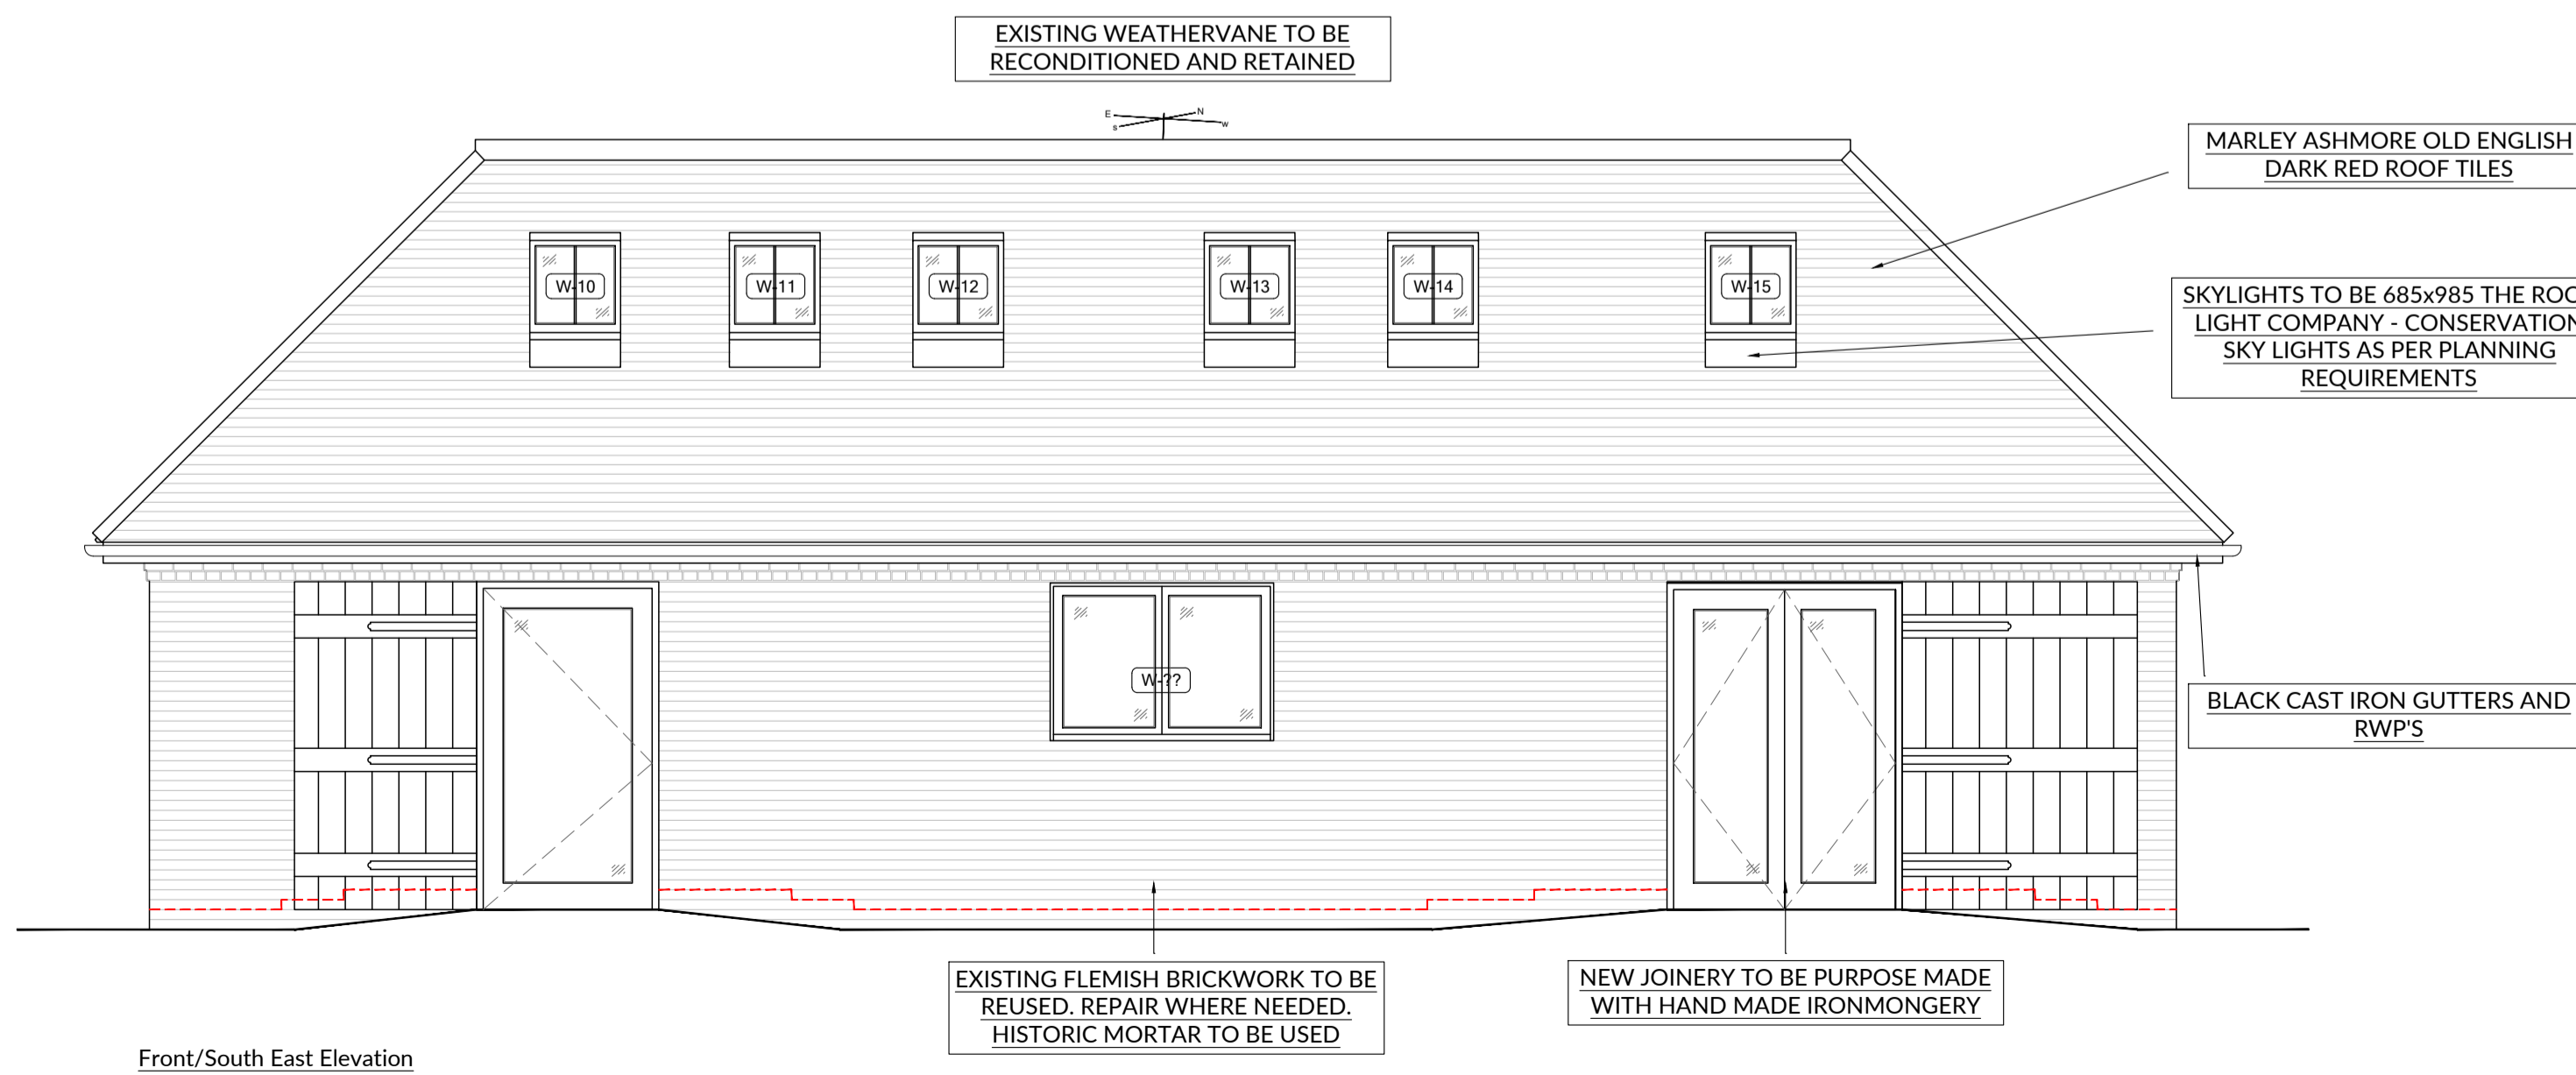 EXISTING WEATHERVANE TO BE
RECONDITIONED AND RETAINED
E
N
S
W
MARLEY ASHMORE OLD ENGLISH
DARK RED ROOF TILES
W-10
W-11
W-12
W-13
W-14
W-15
SKYLIGHTS TO BE 685x985 THE
LIGHT COMPANY - CONSERVATION
SKY LIGHTS AS PER PLANNING
REQUIREMENTS
W-??
BLACK CAST IRON GUTTERS AND
RWP'S
EXISTING FLEMISH BRICKWORK TO BE
REUSED. REPAIR WHERE NEEDED.
HISTORIC MORTAR TO BE USED
NEW JOINERY TO BE PURPOSE MADE
WITH HAND MADE IRONMONGERY
Front/South East Elevation